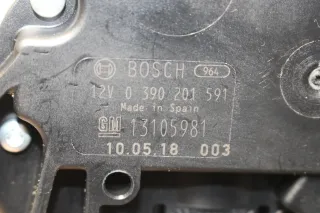 BOSCH 964
12V 0 390 201 591
Made in Spain
GM 13105981
10.05.18 003